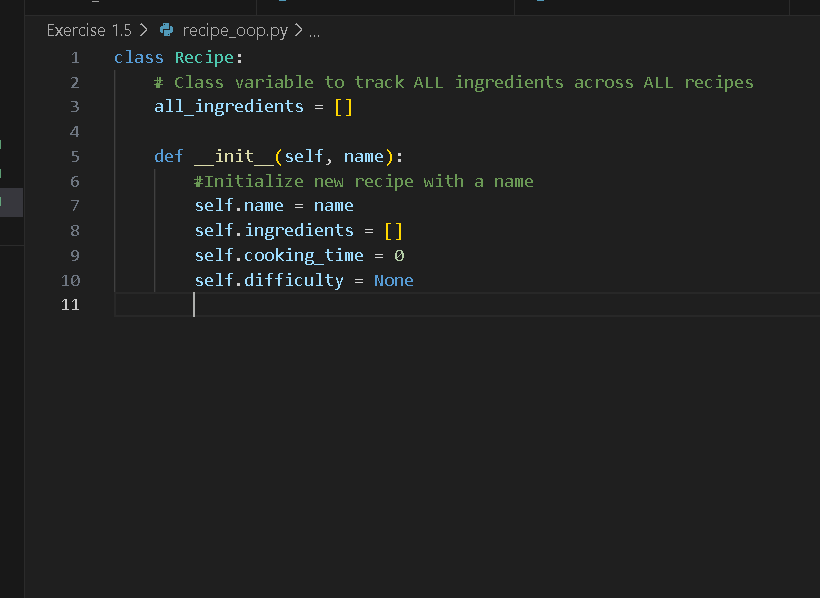 Exercise 1.5 > recipe_oop.py > ...
1 class Recipe:
2     # Class variable to track ALL ingredients across ALL recipes
3     all_ingredients = []
4
5     def __init__(self, name):
6         #Initialize new recipe with a name
7         self.name = name
8         self.ingredients = []
9         self.cooking_time = 0
10         self.difficulty = None
11